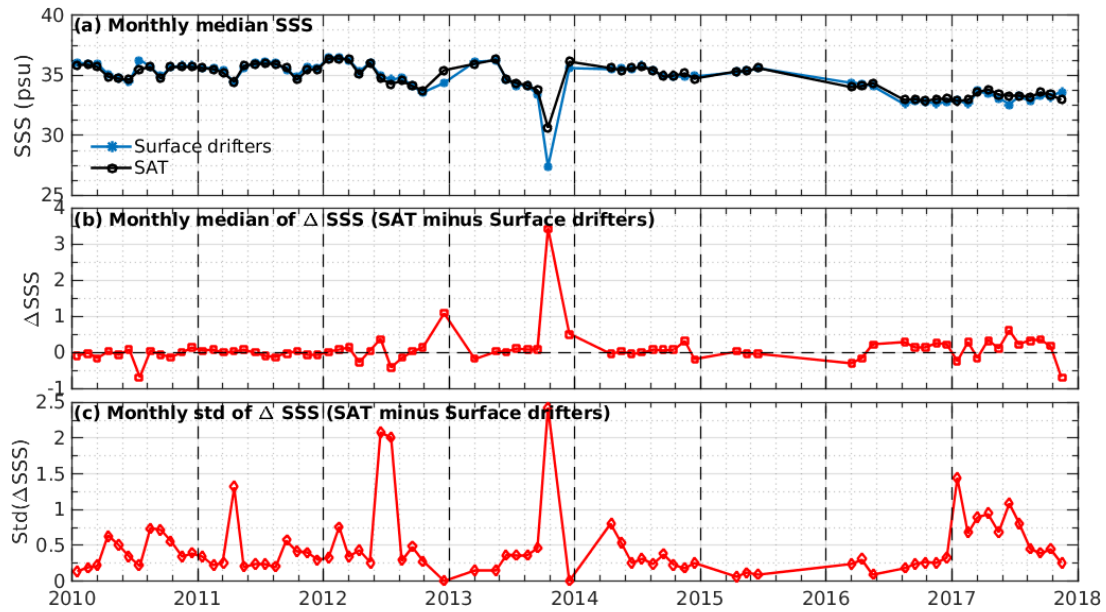 (a) Monthly median SSS
SSS (psu)
40
35
30
25
Surface drifters
SAT
(b) Monthly median of Δ SSS (SAT minus Surface drifters)
ΔSSS
4
3
2
1
0
-1
(c) Monthly std of Δ SSS (SAT minus Surface drifters)
Std(ΔSSS)
2.5
2
1.5
1
0.5
0
2010 2011 2012 2013 2014 2015 2016 2017 2018